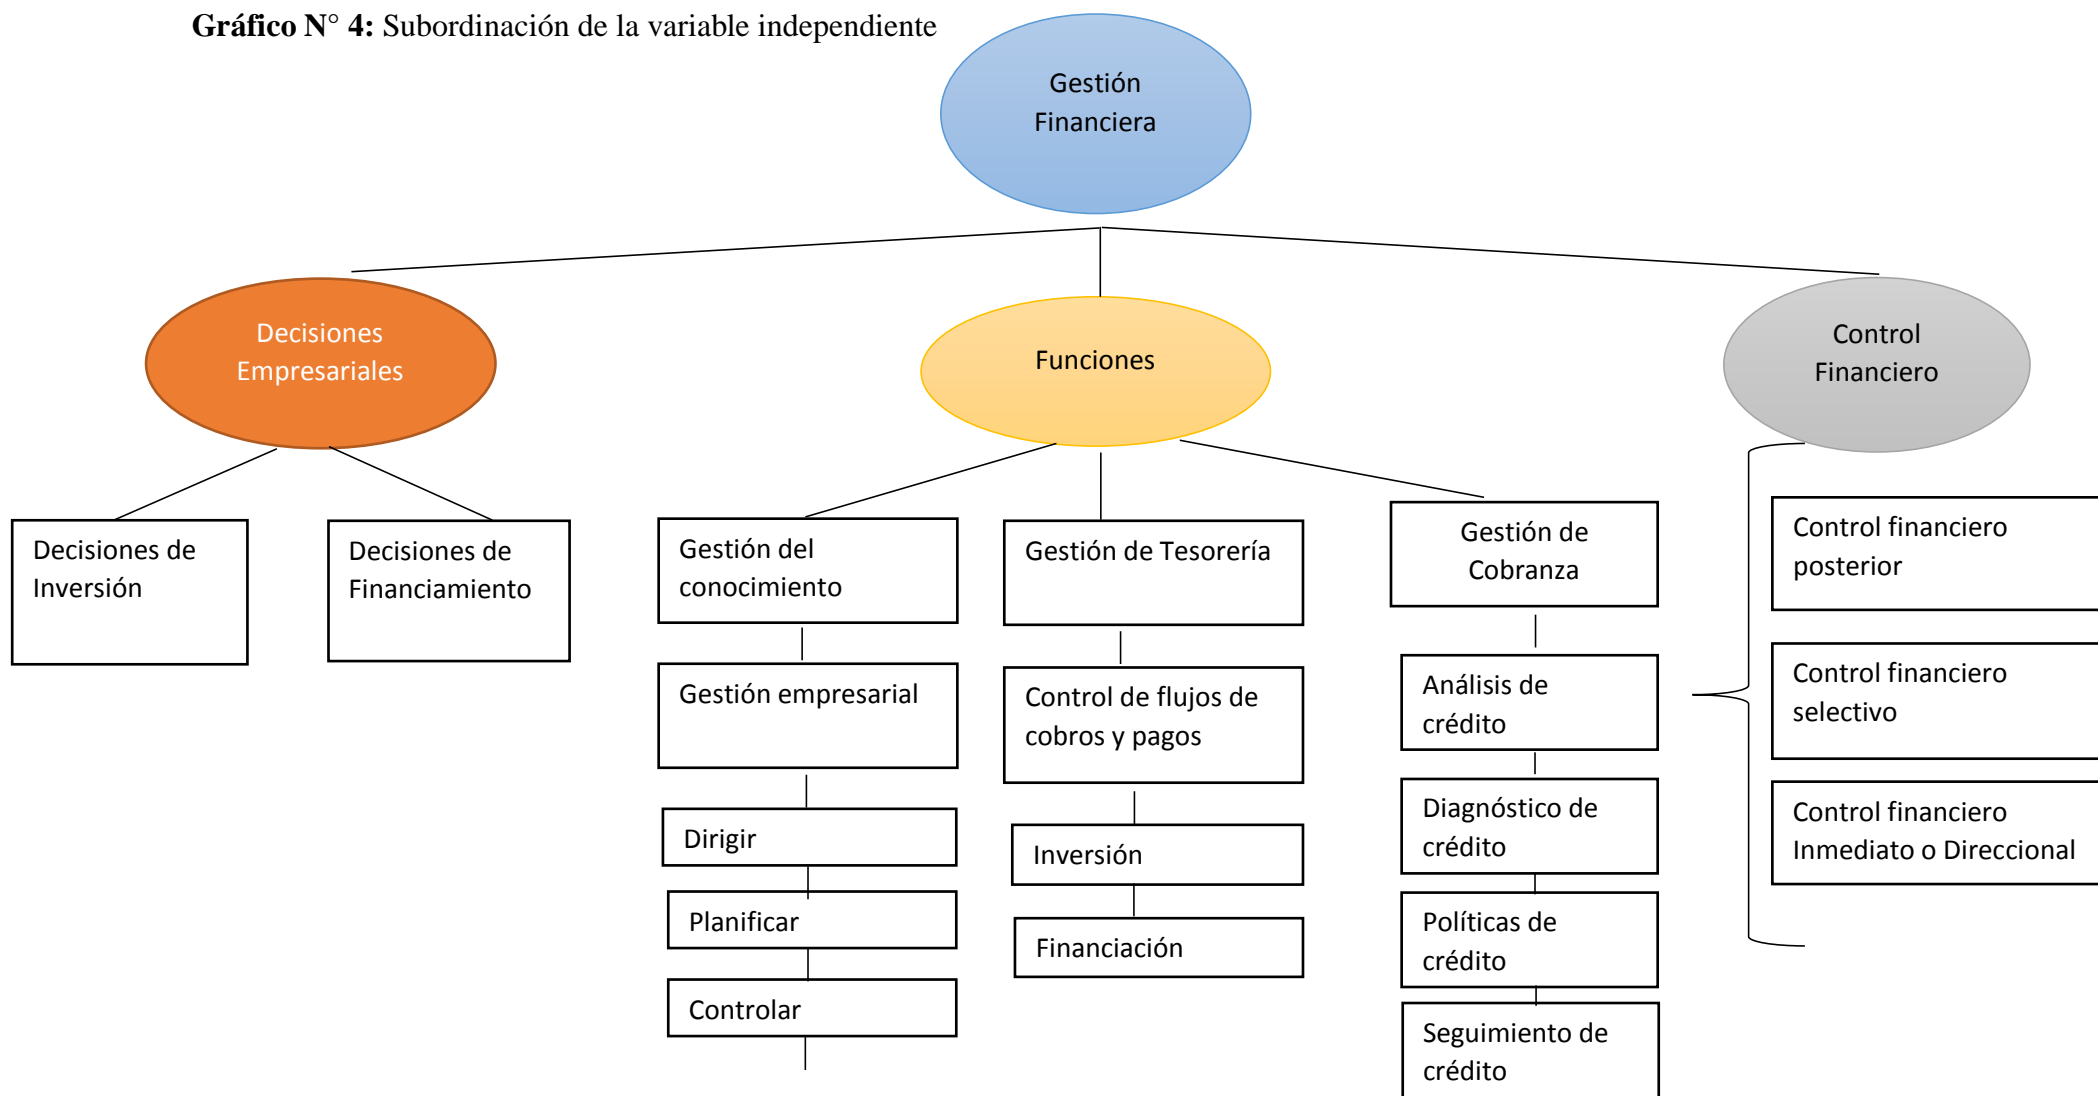 Gráfico N° 4: Subordinación de la variable independiente
Gestión
Financiera
Decisiones
Empresariales
Funciones
Control
Financiero
Decisiones de
Inversión
Decisiones de
Financiamiento
Gestión del
conocimiento
Gestión empresarial
Dirigir
Planificar
Controlar
Gestión de Tesorería
Control de flujos de
cobros y pagos
Inversión
Financiación
Gestión de
Cobranza
Análisis de
crédito
Diagnóstico de
crédito
Políticas de
crédito
Seguimiento de
crédito
Control financiero
posterior
Control financiero
selectivo
Control financiero
Inmediato o Direccional